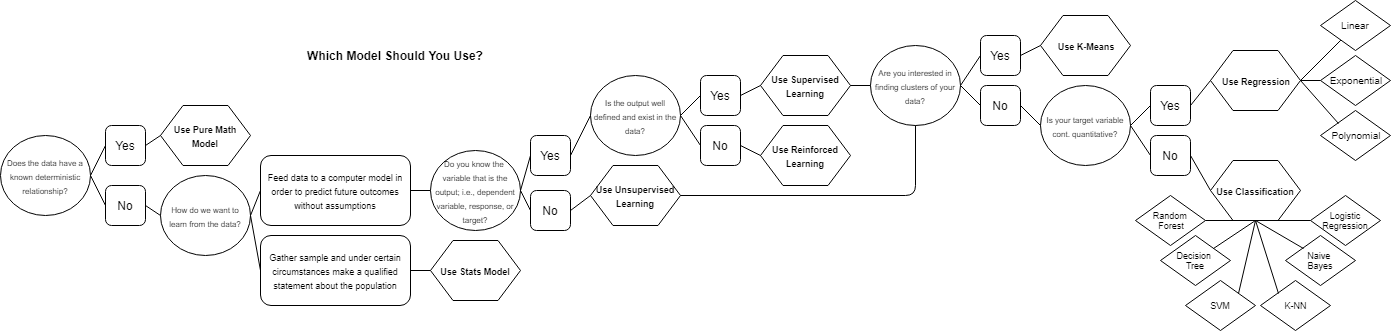 Which Model Should You Use?
Does the data have a
known deterministic
relationship?
Yes
No
Use Pure Math
Model
How do we want to
learn from the data?
Feed data to a computer model in
order to predict future outcomes
without assumptions
Gather sample and under certain
circumstances make a qualified
statement about the population
Do you know the
variable that is the
output; i.e., dependent
variable, response, or
target?
Use Stats Model
Yes
No
Is the output well
defined and exist in the
data?
Use Unsupervised
Learning
Yes
No
Use Supervised
Learning
Use Reinforced
Learning
Are you interested in
finding clusters of your
data?
Yes
No
Use K-Means
Is your target variable
cont. quantitative?
Yes
No
Use Regression
Linear
Exponential
Polynomial
Use Classification
Random
Forest
Decision
Tree
SVM
K-NN
Naive
Bayes
Logistic
Regression